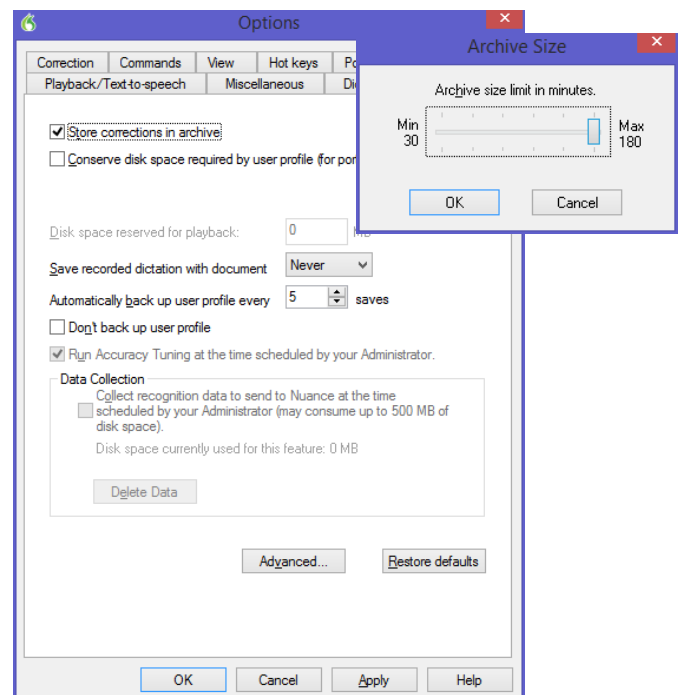 Options
Correction Commands View Hot keys
Playback/Text-to-speech Miscellaneous
Store corrections in archive
Conserve disk space required by user profile (for
Disk space reserved for playback: 0
Save recorded dictation with document Never
Automatically back up user profile every 5 saves
Don't back up user profile
Run Accuracy Tuning at the time scheduled by your Administrator.
Data Collection
Collect recognition data to send to Nuance at the time
scheduled by your Administrator (may consume up to 500 MB of
disk space).
Disk space currently used for this feature: 0 MB
Delete Data
Advanced... Restore defaults
OK Cancel Apply Help
Archive Size
Archive size limit in minutes.
Min Max
30 180
OK Cancel